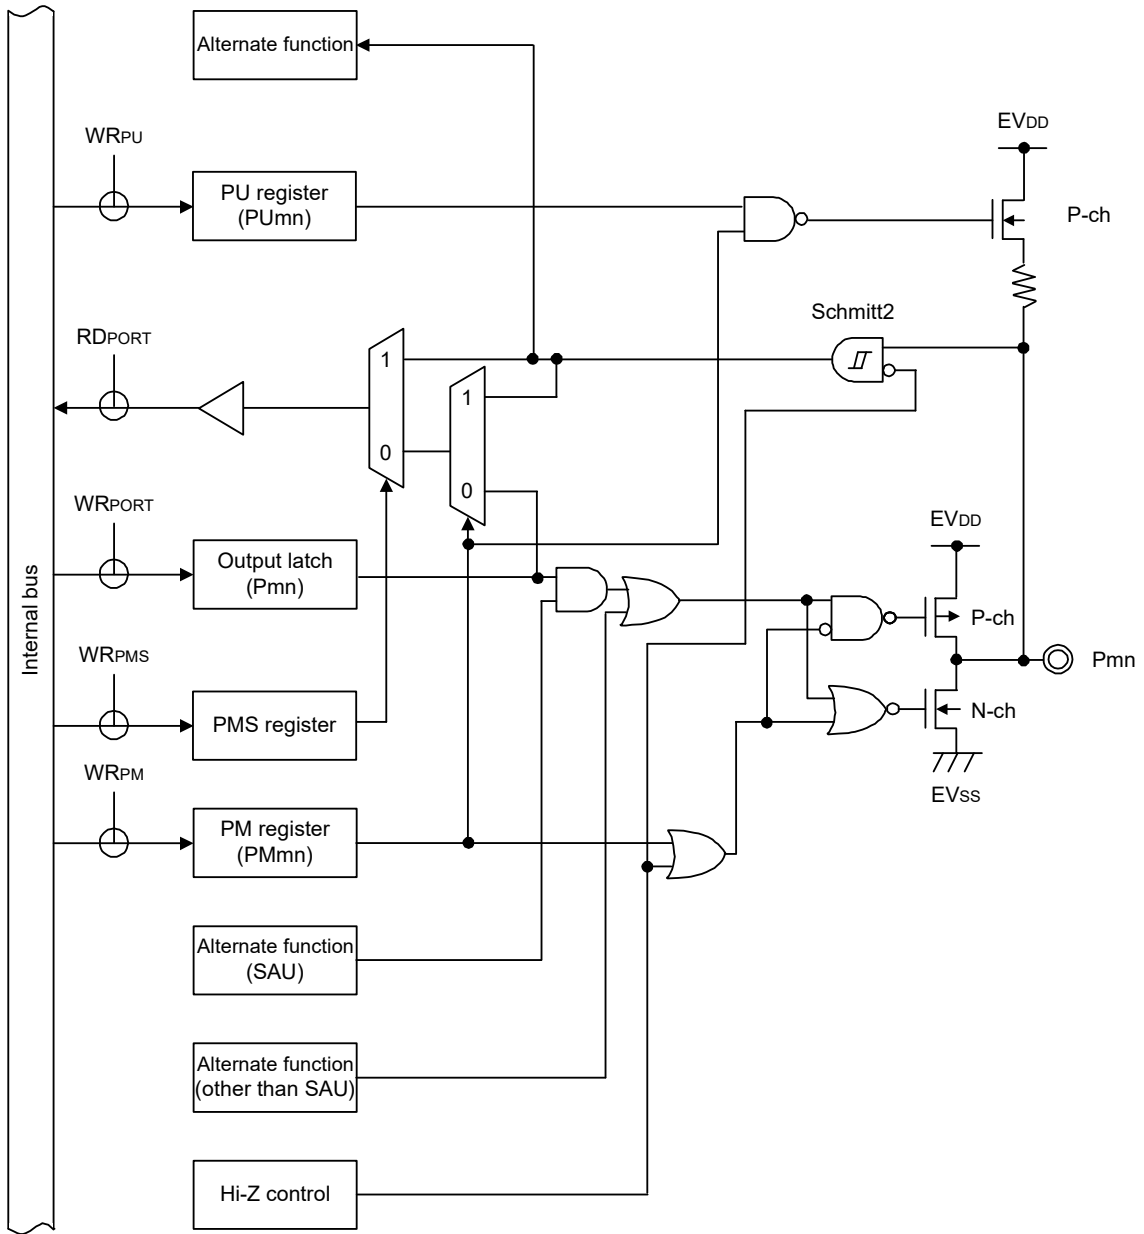 Alternate function
EVDD
WRPU
PU register
(PUmn)
P-ch
Schmitt2
RDPORT
1
1
0
0
WRPORT
EVDD
Output latch
(Pmn)
P-ch
Internal bus
WRPMS
Pmn
PMS register
N-ch
WRPM
EVSS
PM register
(PMmn)
Alternate function
(SAU)
Alternate function
(other than SAU)
Hi-Z control